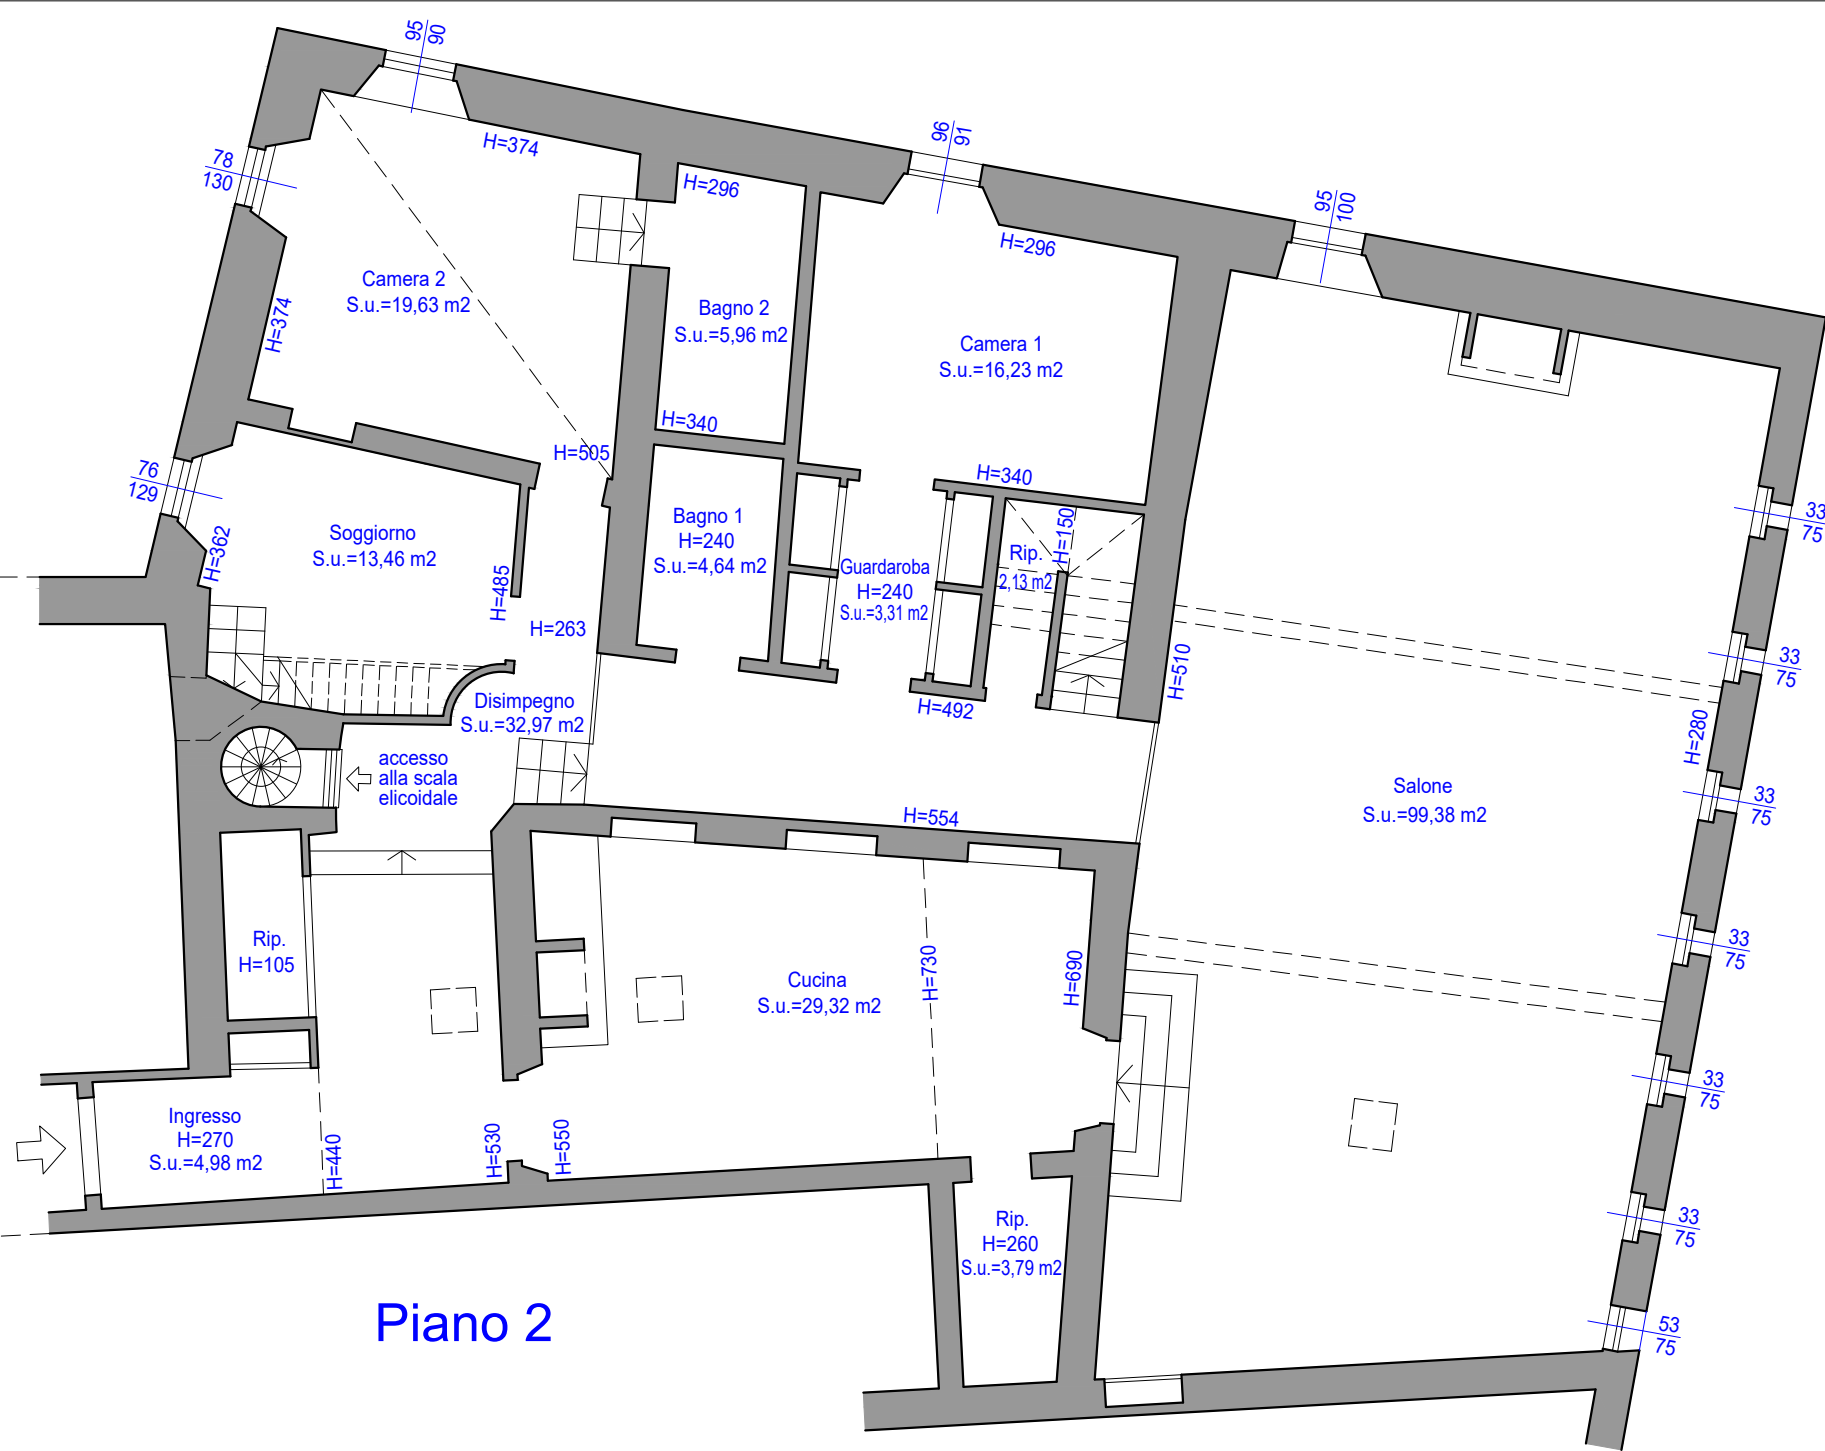 95
90
96
91
95
100
78
130
H=374
H=296
H=296
Camera 2
S.u.=19,63 m2
H=374
Bagno 2
S.u.=5,96 m2
Camera 1
S.u.=16,23 m2
H=340
H=505
H=340
76
129
Soggiorno
S.u.=13,46 m2
H=362
H=485
H=263
Bagno 1
H=240
S.u.=4,64 m2
Guardaroba
H=240
S.u.=3,31 m2
Rip.
2,13 m2
H=150
33
75
33
75
H=510
H=280
Disimpegno
S.u.=32,97 m2
H=492
accesso
alla scala
elicoidale
H=554
Salone
S.u.=99,38 m2
33
75
33
75
Rip.
H=105
Cucina
S.u.=29,32 m2
H=730
H=690
33
75
Ingresso
H=270
S.u.=4,98 m2
H=440
H=530
H=550
Rip.
H=260
S.u.=3,79 m2
33
75
53
75
Piano 2